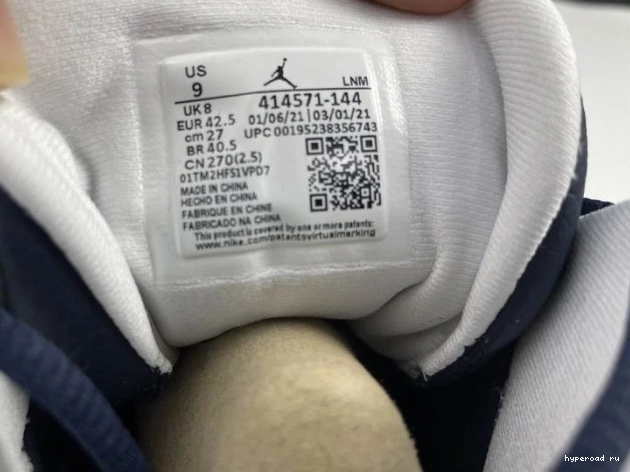 US
9
LNM
UK 8
414571-144
EUR 42.5
01/06/21 | 03/01/21
cm 27
UPC 00195238356743
BR 40.5
CN 270(2.5)
01TM2HFS1VPD7
MADE IN CHINA
HECHO EN CHINA
FABRIQUE EN CHINE
FABRICADO NA CHINA
This product is covered by one or more patents:
www.nike.com/patentsvirtualmarking
hyperoad ru